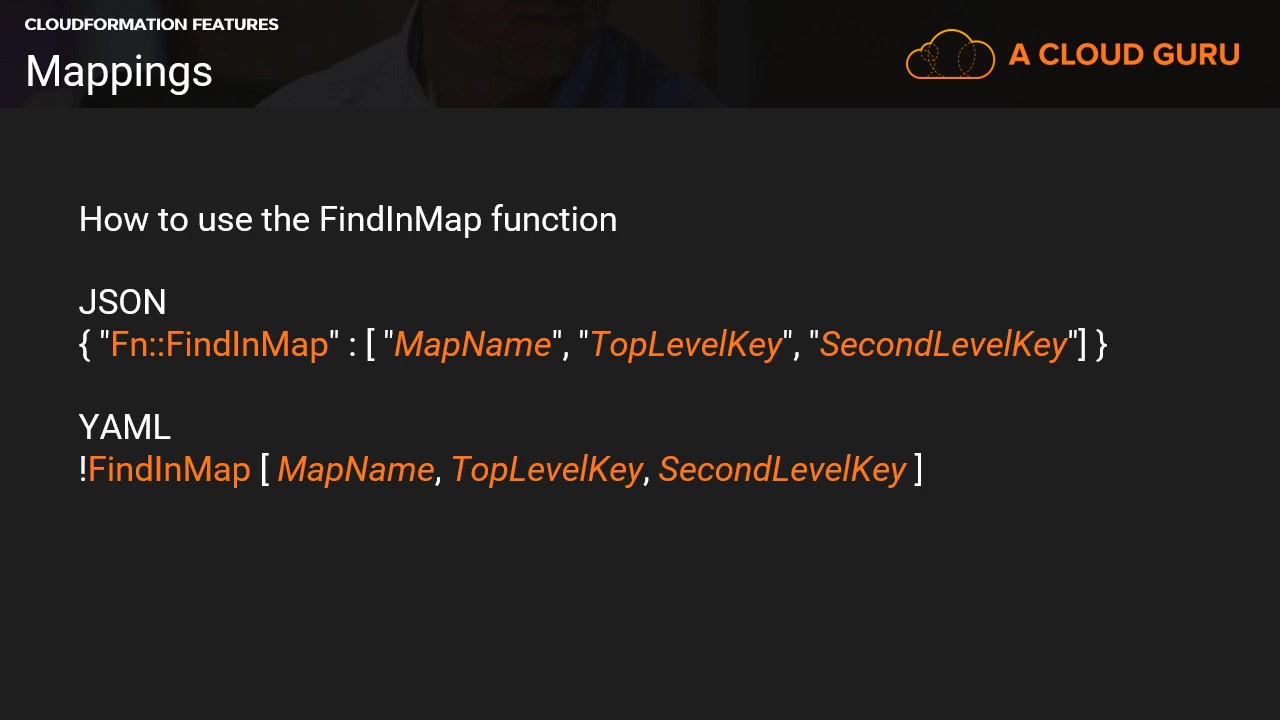 CLOUDFORMATION FEATURES
Mappings
A CLOUD GURU
How to use the FindInMap function
JSON
{ "Fn::FindInMap" : [ "MapName", "TopLevelKey", "SecondLevelKey"] }
YAML
!FindInMap [ MapName, TopLevelKey, SecondLevelKey ]